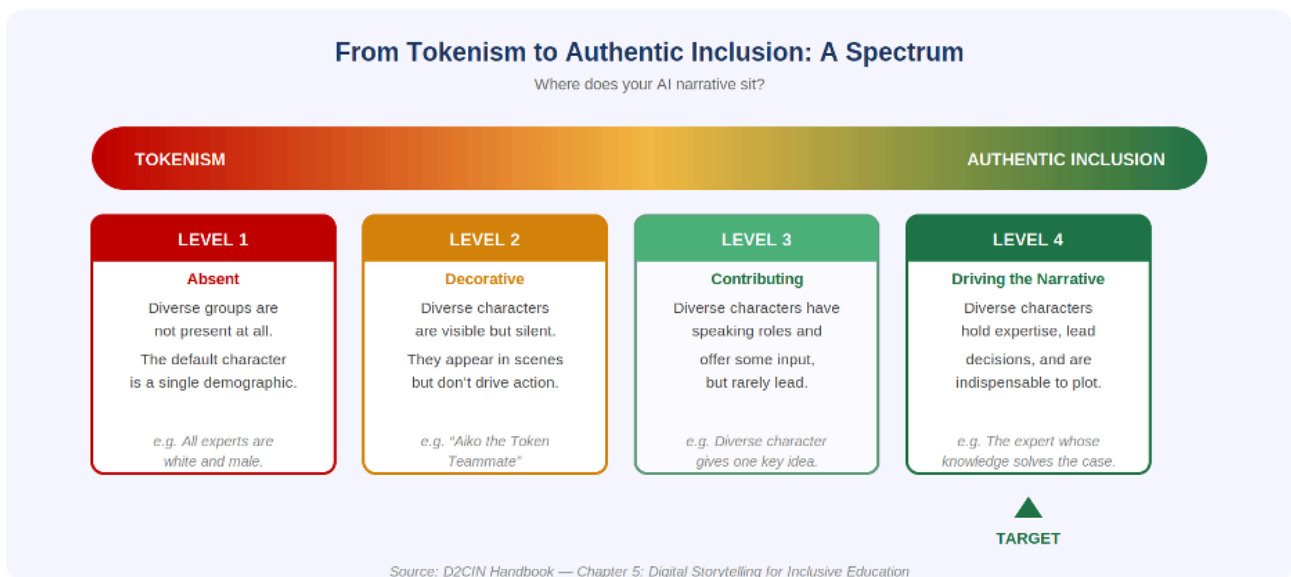 From Tokenism to Authentic Inclusion: A Spectrum
Where does your AI narrative sit?
TOKENISM
AUTHENTIC INCLUSION
LEVEL 1
Absent
Diverse groups are
not present at all.
The default character
is a single demographic.
e.g. All experts are
white and male.
LEVEL 2
Decorative
Diverse characters
are visible but silent.
They appear in scenes
but don’t drive action.
e.g. “Aiko the Token
Teammate”
LEVEL 3
Contributing
Diverse characters have
speaking roles and
offer some input,
but rarely lead.
e.g. Diverse character
gives one key idea.
LEVEL 4
Driving the Narrative
Diverse characters
hold expertise, lead
decisions, and are
indispensable to plot.
e.g. The expert whose
knowledge solves the case.
TARGET
Source: D2CIN Handbook — Chapter 5: Digital Storytelling for Inclusive Education